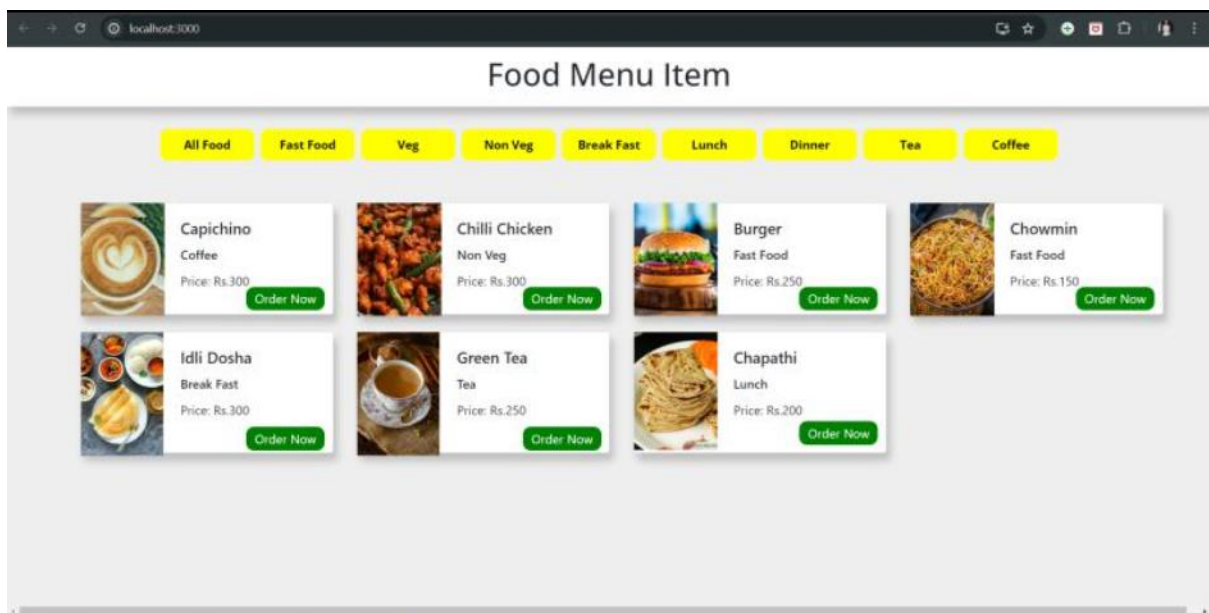 localhost:3000
Food Menu Item
All Food Fast Food Veg Non Veg Break Fast Lunch Dinner Tea Coffee
Capichino
Coffee
Price: Rs.300
Order Now
Chilli Chicken
Non Veg
Price: Rs.300
Order Now
Burger
Fast Food
Price: Rs.250
Order Now
Chowmin
Fast Food
Price: Rs.150
Order Now
Idli Dosha
Break Fast
Price: Rs.300
Order Now
Green Tea
Tea
Price: Rs.250
Order Now
Chapathi
Lunch
Price: Rs.200
Order Now